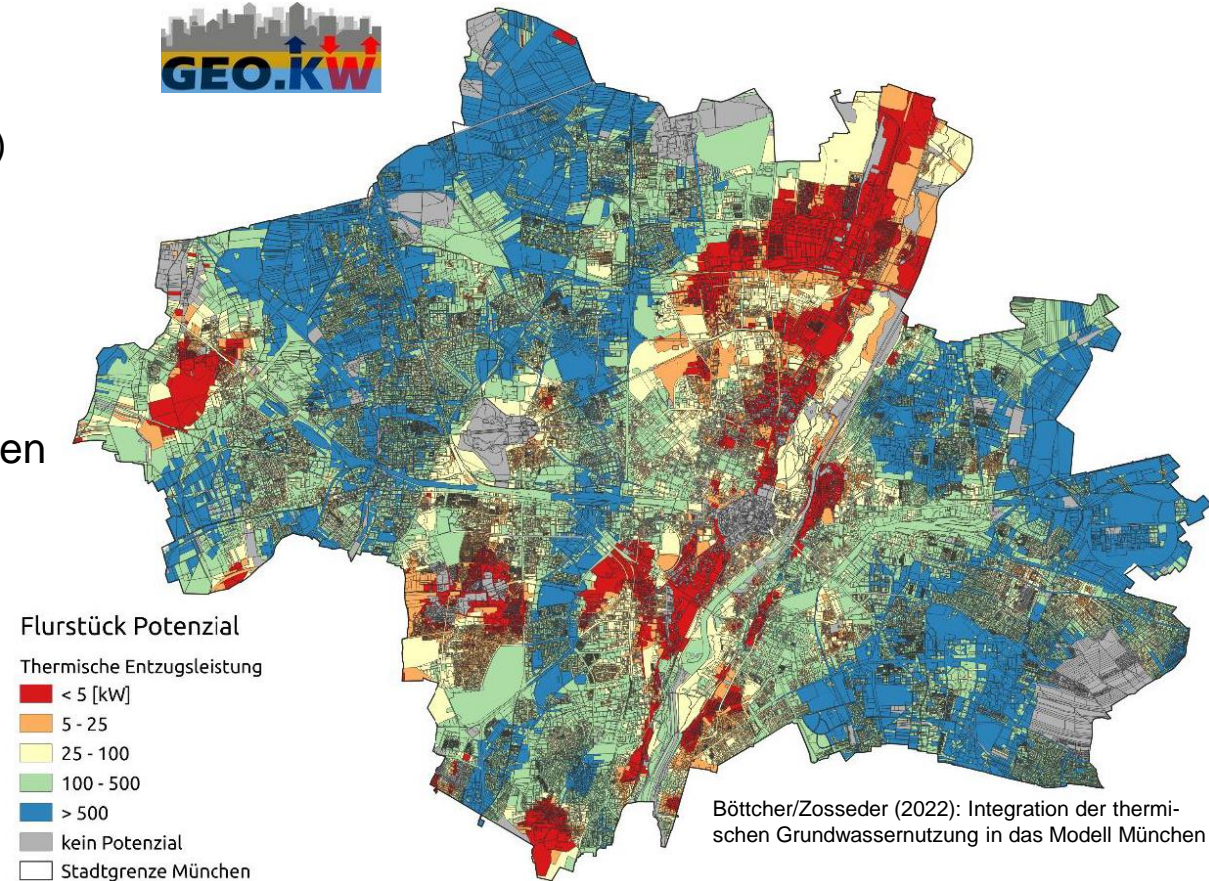 GEO.KW
)
en
Flurstück Potenzial
Thermische Entzugsleistung
< 5 [kW]
5 - 25
25 - 100
100 - 500
> 500
kein Potenzial
Stadtgrenze München
Böttcher/Zosseder (2022): Integration der thermi-
schen Grundwassernutzung in das Modell München